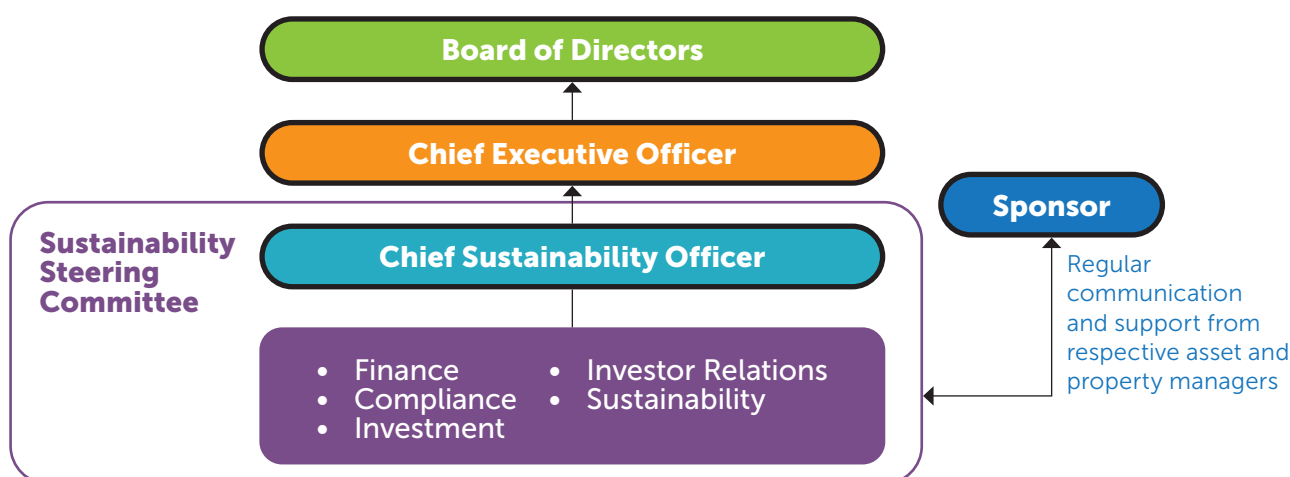 Board of Directors
Chief Executive Officer
Sponsor
Sustainability
Steering
Committee
Chief Sustainability Officer
Regular
communication
and support from
respective asset and
property managers
• Finance
• Compliance
• Investment
• Investor Relations
• Sustainability